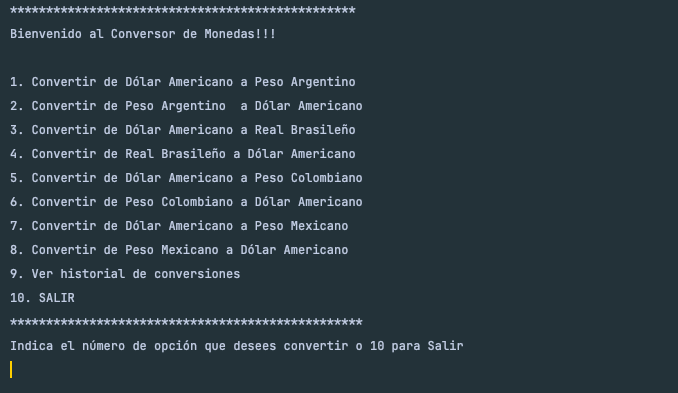 ************************************************
Bienvenido al Conversor de Monedas!!!
1. Convertir de Dólar Americano a Peso Argentino
2. Convertir de Peso Argentino  a Dólar Americano
3. Convertir de Dólar Americano a Real Brasileño
4. Convertir de Real Brasileño a Dólar Americano
5. Convertir de Dólar Americano a Peso Colombiano
6. Convertir de Peso Colombiano a Dólar Americano
7. Convertir de Dólar Americano a Peso Mexicano
8. Convertir de Peso Mexicano a Dólar Americano
9. Ver historial de conversiones
10. SALIR
*************************************************
Indica el número de opción que desees convertir o 10 para Salir